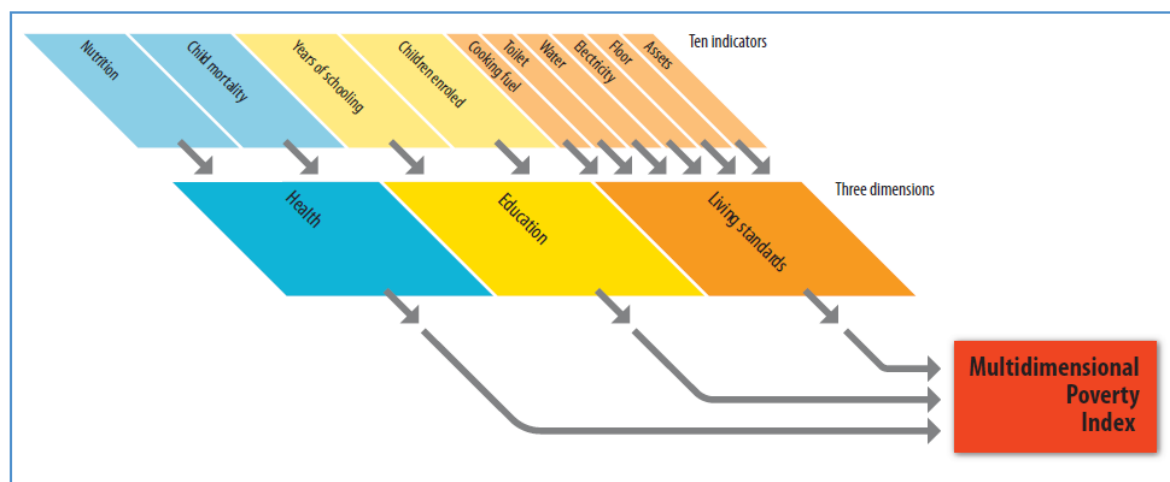 Nutrition
Child mortality
Years of schooling
Children enroled
Cooking fuel
Toilet
Water
Electricity
Floor
Assets
Ten indicators
Health
Education
Living standards
Three dimensions
Multidimensional
Poverty
Index